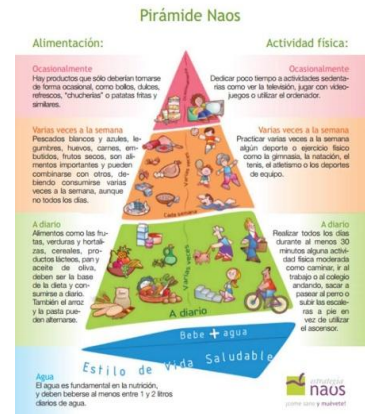 Pirámide Naos
Alimentación:
Actividad física:
Ocasionalmente
Hay productos que sólo deberían tomarse
de forma ocasional, como bollos, dulces,
refrescos, "chucherías" o patatas fritas y
similares.
Ocasionalmente
Dedicar poco tiempo a actividades sedenta-
rias como ver la televisión, jugar con video-
juegos o utilizar el ordenador.
Varias veces a la semana
Pescados blancos y azules, le-
gumbres, huevos, carnes, em-
butidos, frutos secos, son ali-
mentos importantes y pueden
combinarse con otros, de-
biendo consumirse varias
veces a la semana, aunque
no todos los días.
Varias veces a la semana
Practicar varias veces a la semana
algún deporte o ejercicio físico
como la gimnasia, la natación, el
tenis, el atletismo o los deportes
de equipo.
Varias veces
Cada semana
A diario
Alimentos como las fru-
tas, verduras y hortali-
zas, cereales, pro-
ductos lácteos, pan y
aceite de oliva,
deben ser la base
de la dieta y con-
sumirse a diario.
También el arroz
y la pasta pue-
den alternarse.
A diario
Realizar todos los días
durante al menos 30
minutos alguna activi-
dad física moderada
como caminar, ir al
trabajo o al colegio
andando, sacar a
pasear al perro o
subir las escale-
ras a pie en
vez de utilizar
el ascensor.
Varias veces
A diario
Bebe + agua
Estilo de Vida Saludable
Agua
El agua es fundamental en la nutrición,
y deben beberse al menos entre 1 y 2 litros
diarios de agua.
estrategia
naos
¡come sano y muévete!